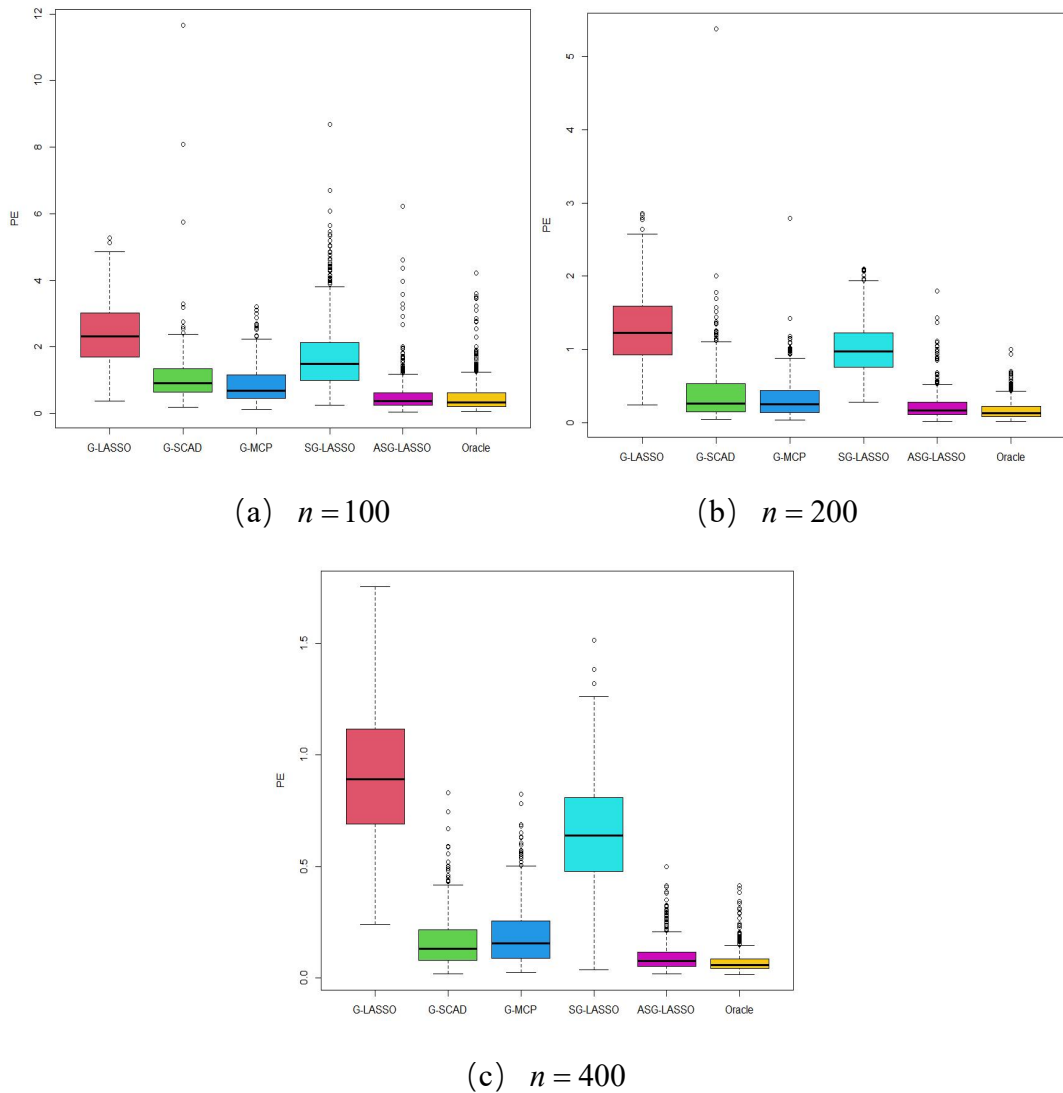 12
10
8
6
4
2
0
PE
G-LASSO G-SCAD G-MCP SG-LASSO ASG-LASSO Oracle
(a) n = 100
5
4
3
2
1
0
PE
G-LASSO G-SCAD G-MCP SG-LASSO ASG-LASSO Oracle
(b) n = 200
1.5
1.0
0.5
0.0
PE
G-LASSO G-SCAD G-MCP SG-LASSO ASG-LASSO Oracle
(c) n = 400